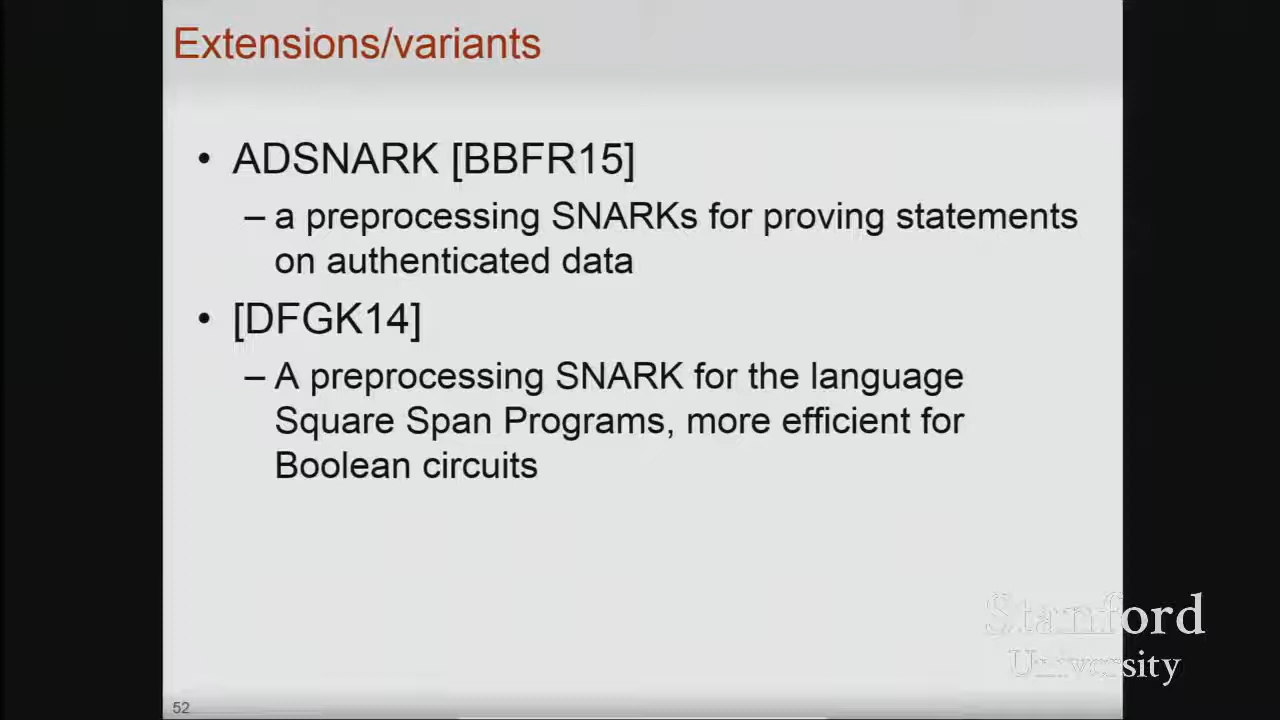 Extensions/variants
• ADSNARK [BBFR15]
– a preprocessing SNARKs for proving statements
on authenticated data
• [DFGK14]
– A preprocessing SNARK for the language
Square Span Programs, more efficient for
Boolean circuits
Stanford
University
52